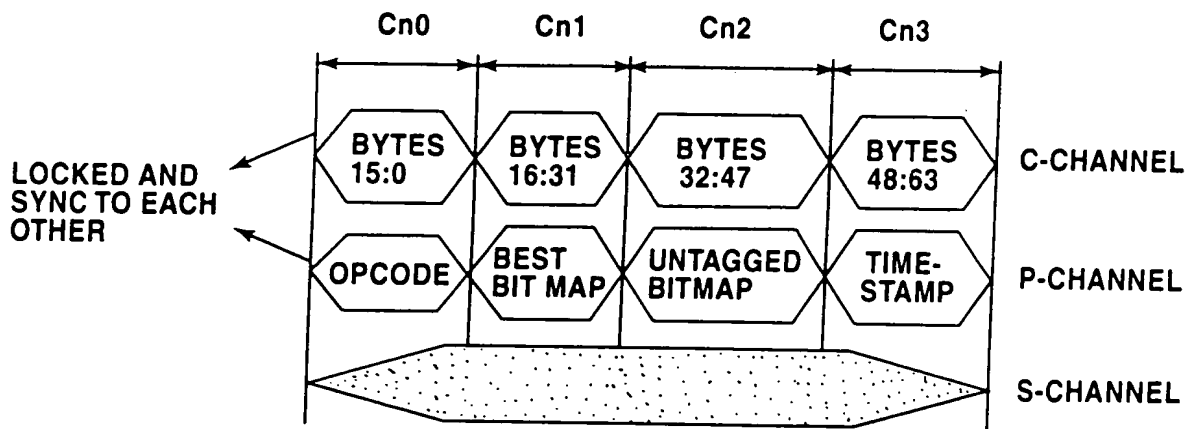 Cn0 Cn1 Cn2 Cn3
BYTES 15:0
BYTES 16:31
BYTES 32:47
BYTES 48:63
C-CHANNEL
LOCKED AND
SYNC TO EACH
OTHER
OPCODE
BEST
BIT MAP
UNTAGGED
BITMAP
TIME-
STAMP
P-CHANNEL
S-CHANNEL